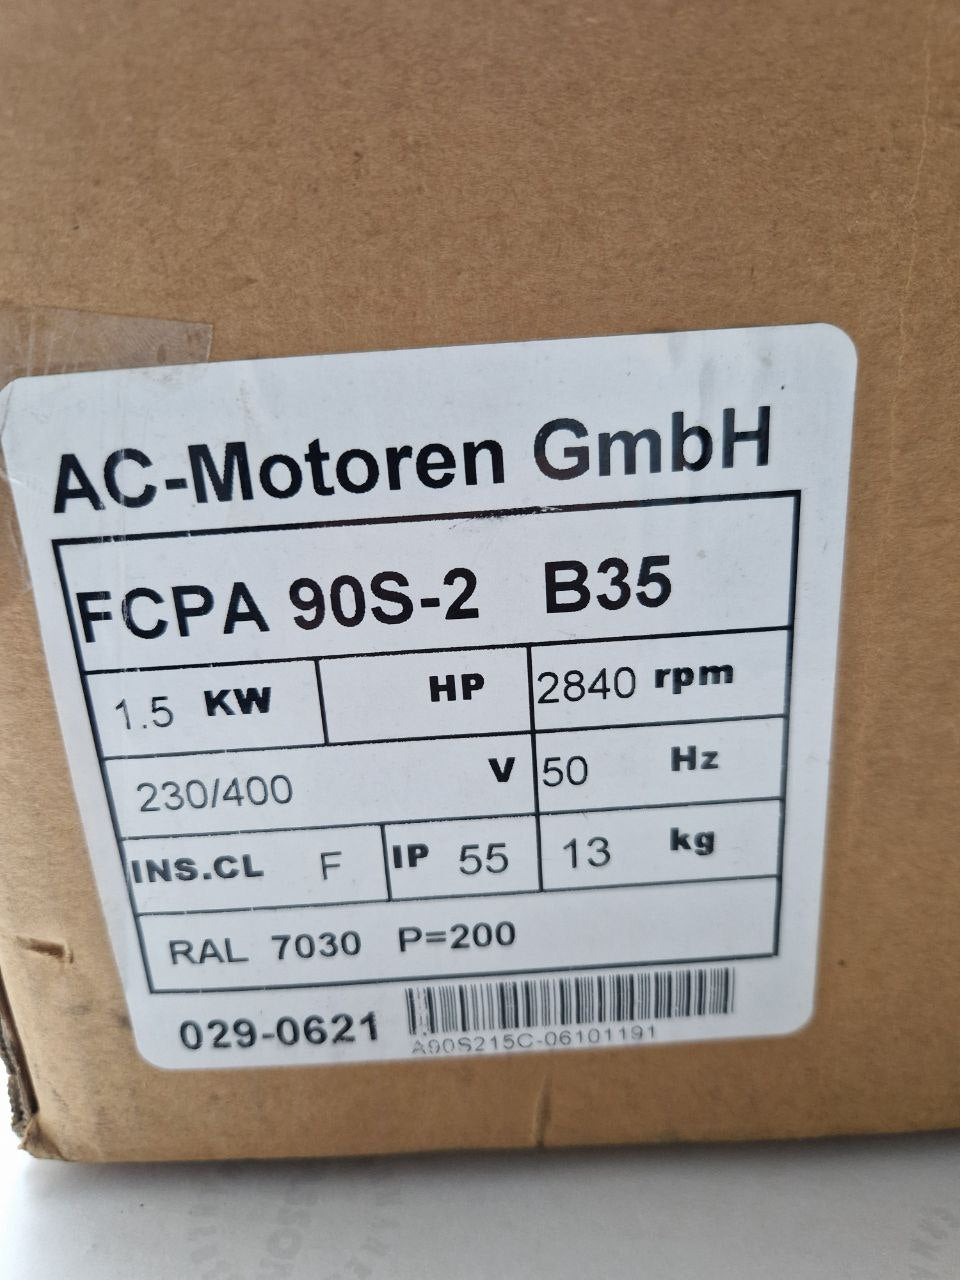 AC-Motoren GmbH
FCPA 90S-2 B35
1.5 KW HP 2840 rpm
230/400 V 50 Hz
INS.CL F IP 55 13 kg
RAL 7030 P=200
029-0621
A90S215C-06101191